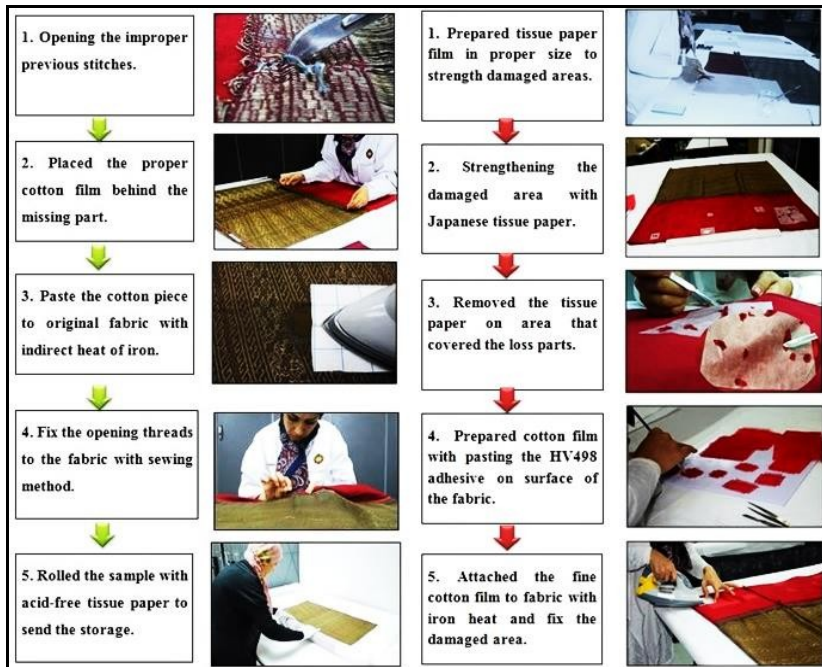 1. Opening the improper
previous stitches.
2. Placed the proper
cotton film behind the
missing part.
3. Paste the cotton piece
to original fabric with
indirect heat of iron.
4. Fix the opening threads
to the fabric with sewing
method.
5. Rolled the sample with
acid-free tissue paper to
send the storage.
1. Prepared tissue paper
film in proper size to
strength damaged areas.
2. Strengthening the
damaged area with
Japanese tissue paper.
3. Removed the tissue
paper on area that
covered the loss parts.
4. Prepared cotton film
with pasting the HV498
adhesive on surface of
the fabric.
5. Attached the fine
cotton film to fabric with
iron heat and fix the
damaged area.